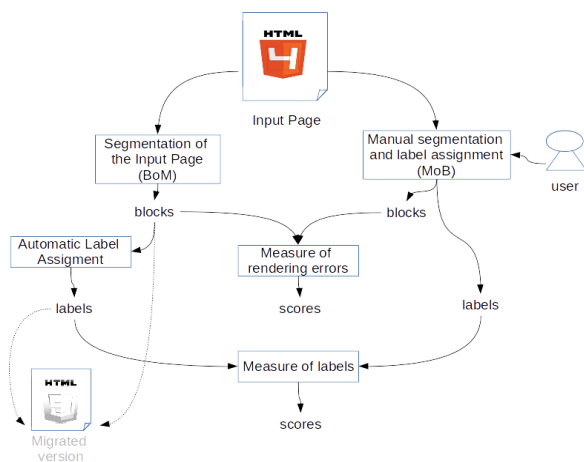 HTML
4
Input Page
Segmentation of
the Input Page
(BoM)
Manual segmentation
and label assignment
(MoB)
user
blocks
blocks
Automatic Label
Assigment
Measure of
rendering errors
labels
scores
labels
Measure of labels
HTML
5
Migrated
version
scores